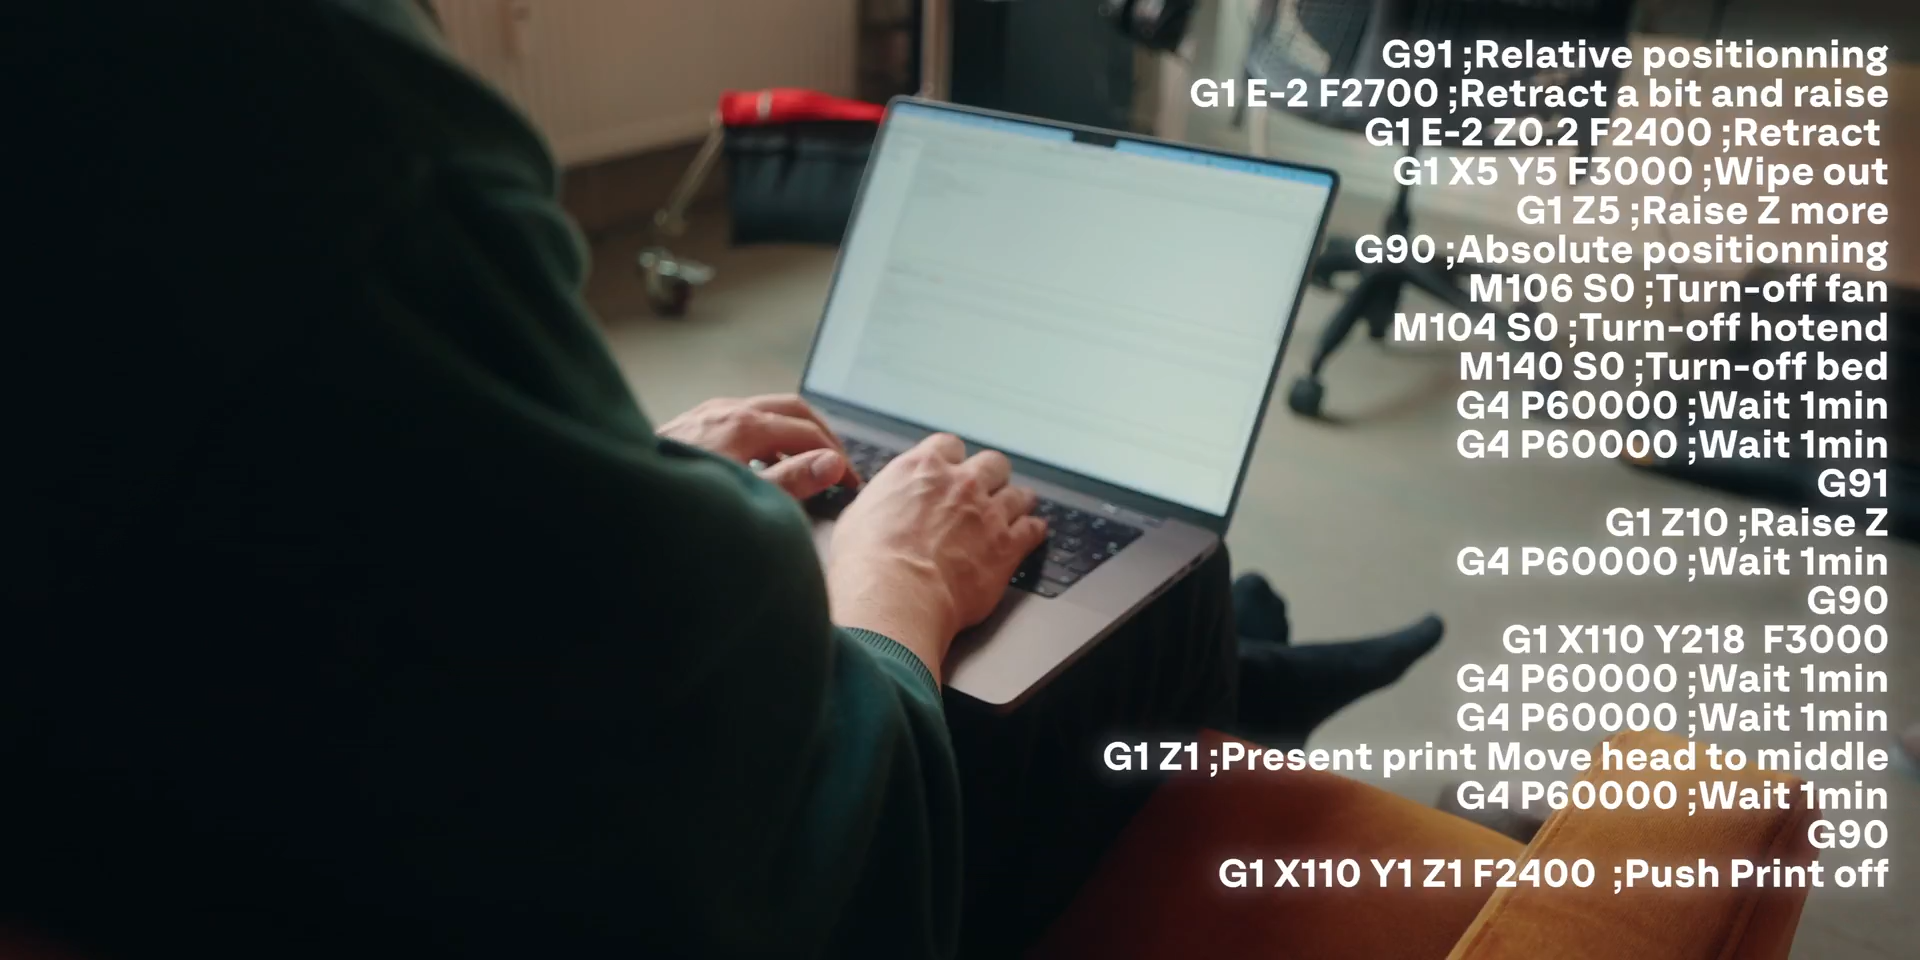 G91 ;Relative positionning
G1 E-2 F2700 ;Retract a bit and raise
G1 E-2 Z0.2 F2400 ;Retract
G1 X5 Y5 F3000 ;Wipe out
G1 Z5 ;Raise Z more
G90 ;Absolute positionning
M106 S0 ;Turn-off fan
M104 S0 ;Turn-off hotend
M140 S0 ;Turn-off bed
G4 P60000 ;Wait 1min
G4 P60000 ;Wait 1min
G91
G1 Z10 ;Raise Z
G4 P60000 ;Wait 1min
G90
G1 X110 Y218  F3000
G4 P60000 ;Wait 1min
G4 P60000 ;Wait 1min
G1 Z1 ;Present print Move head to middle
G4 P60000 ;Wait 1min
G90
G1 X110 Y1 Z1 F2400  ;Push Print off